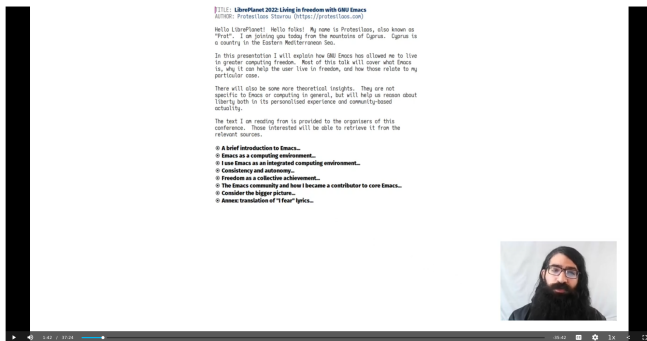 TITLE: LibrePlanet 2022: Living in freedom with GNU Emacs
AUTHOR: Protesilaos Stavrou (https://protesilaos.com)
Hello LibrePlanet! Hello folks! My name is Protesilaos, also known as
"Prot". I am joining you today from the mountains of Cyprus. Cyprus is
a country in the Eastern Mediterranean Sea.
In this presentation I will explain how GNU Emacs has allowed me to live
in greater computing freedom. Most of this talk will cover what Emacs
is, why it can help the user live in freedom, and how those relate to my
particular case.
There will also be some more theoretical insights. They are not
specific to Emacs or computing in general, but will help us reason about
liberty both in its personalised experience and community-based
actuality.
The text I am reading from is provided to the organisers of this
conference. Those interested will be able to retrieve it from the
relevant sources.
A brief introduction to Emacs...
Emacs as a computing environment...
I use Emacs as an integrated computing environment...
Consistency and autonomy...
Freedom as a collective achievement...
The Emacs community and how I became a contributor to core Emacs...
Consider the bigger picture...
Annex: translation of "I fear" lyrics...
1:42 / 37:24
-35:42
1x